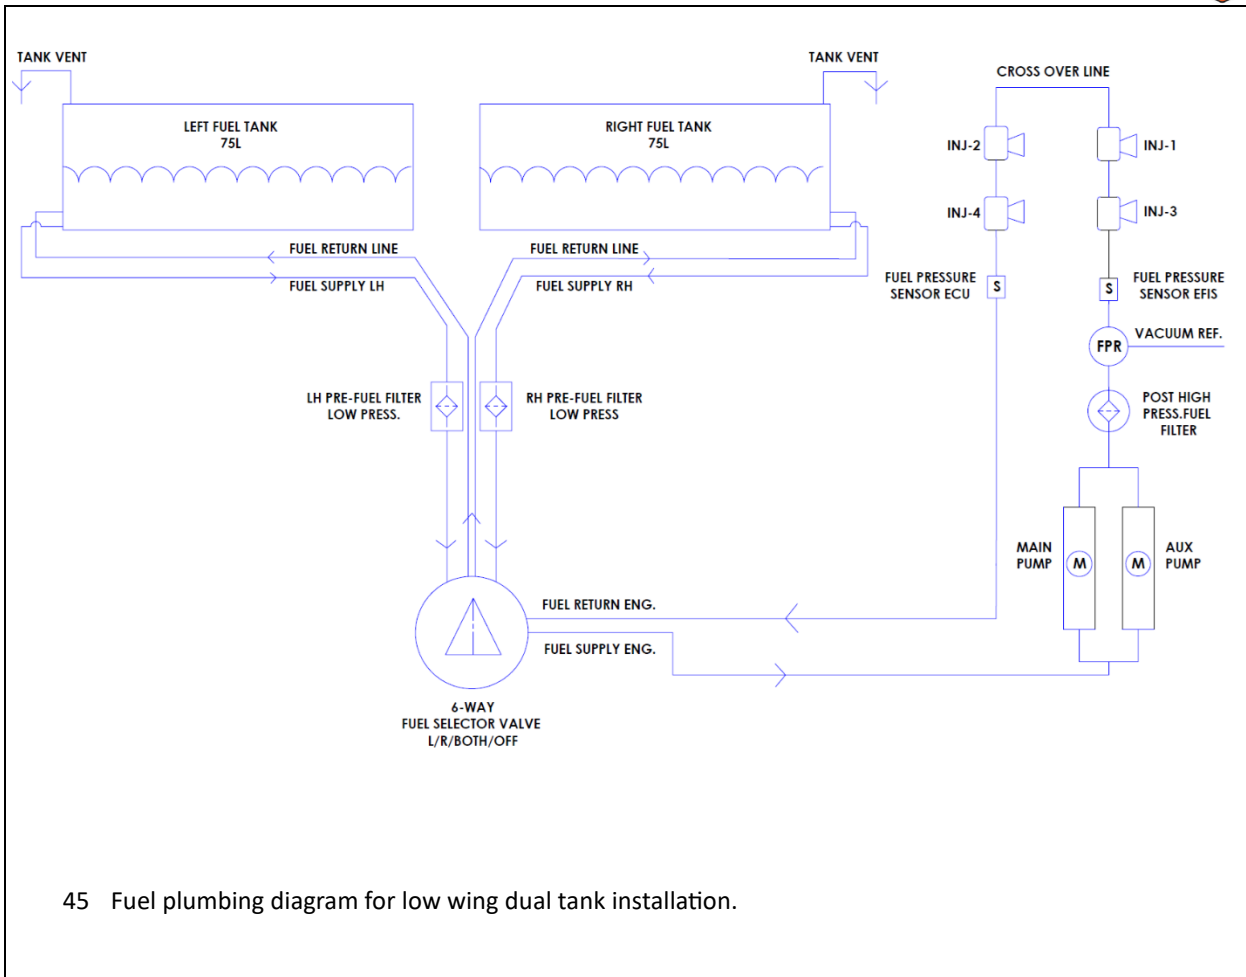 TANK VENT
TANK VENT
CROSS OVER LINE
LEFT FUEL TANK
75L
RIGHT FUEL TANK
75L
INJ-2
INJ-1
INJ-4
INJ-3
FUEL RETURN LINE
FUEL RETURN LINE
FUEL SUPPLY LH
FUEL SUPPLY RH
FUEL PRESSURE
SENSOR ECU
S
S
FUEL PRESSURE
SENSOR EFIS
FPR
VACUUM REF.
LH PRE-FUEL FILTER
LOW PRESS.
RH PRE-FUEL FILTER
LOW PRESS
POST HIGH
PRESS.FUEL
FILTER
MAIN
PUMP
M
M
AUX
PUMP
FUEL RETURN ENG.
FUEL SUPPLY ENG.
6-WAY
FUEL SELECTOR VALVE
L/R/BOTH/OFF
45 Fuel plumbing diagram for low wing dual tank installation.